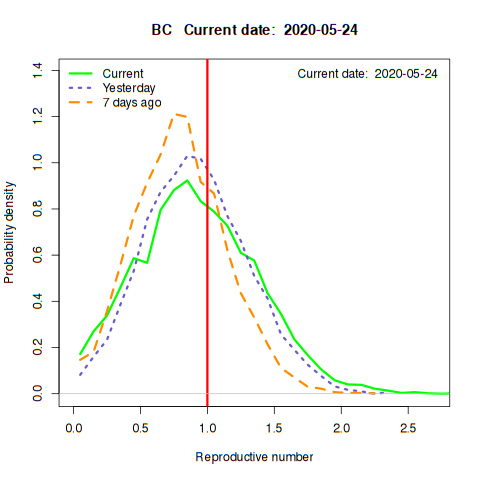 BC   Current date:  2020-05-24
Current date:  2020-05-24
Current
Yesterday
7 days ago
Probability density
1.4
1.2
1.0
0.8
0.6
0.4
0.2
0.0
0.0 0.5 1.0 1.5 2.0 2.5
Reproductive number